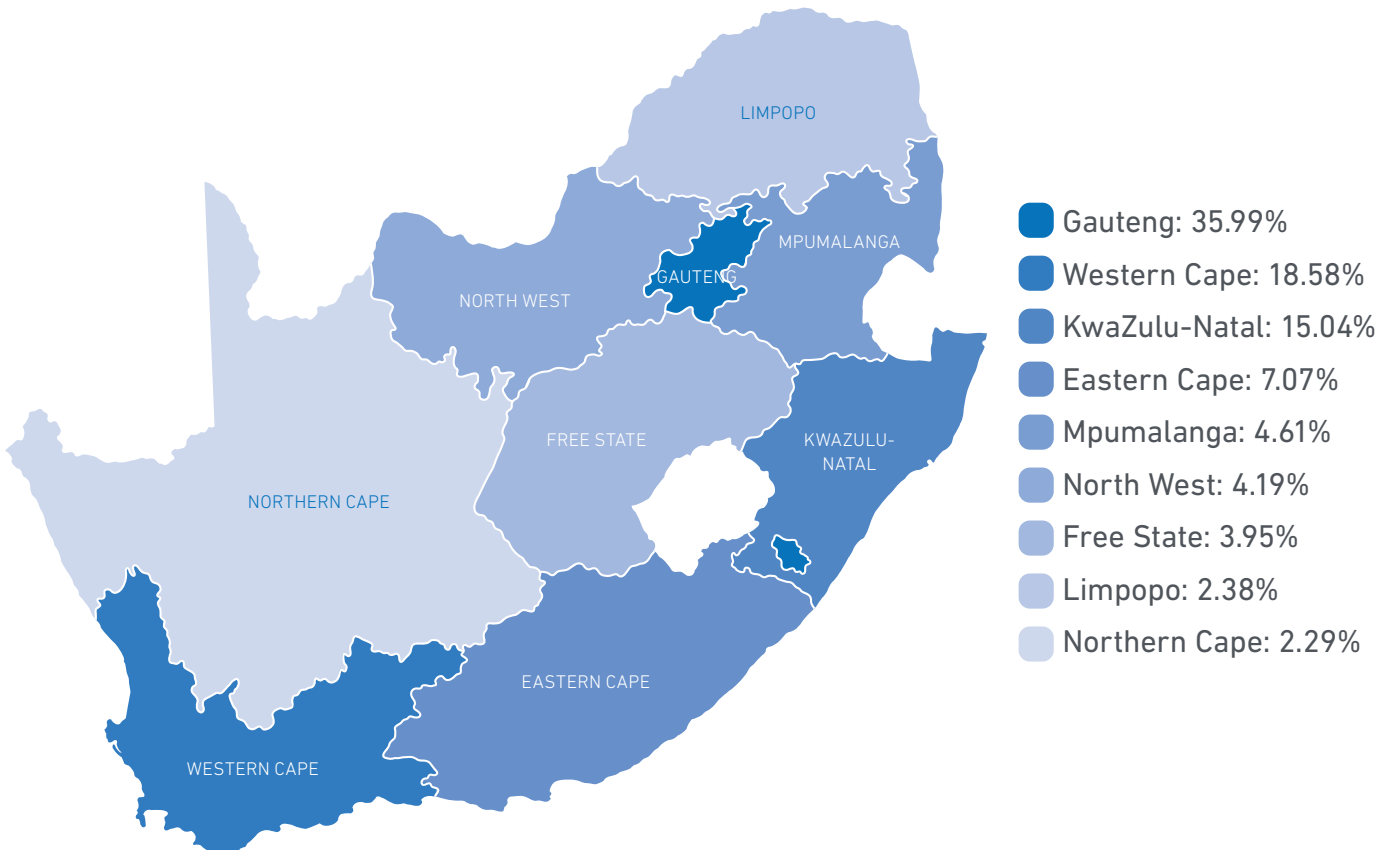 LIMPOPO
MPUMALANGA
GAUTENG
NORTH WEST
FREE STATE
KWAZULU-
NATAL
NORTHERN CAPE
EASTERN CAPE
WESTERN CAPE
Gauteng: 35.99%
Western Cape: 18.58%
KwaZulu-Natal: 15.04%
Eastern Cape: 7.07%
Mpumalanga: 4.61%
North West: 4.19%
Free State: 3.95%
Limpopo: 2.38%
Northern Cape: 2.29%